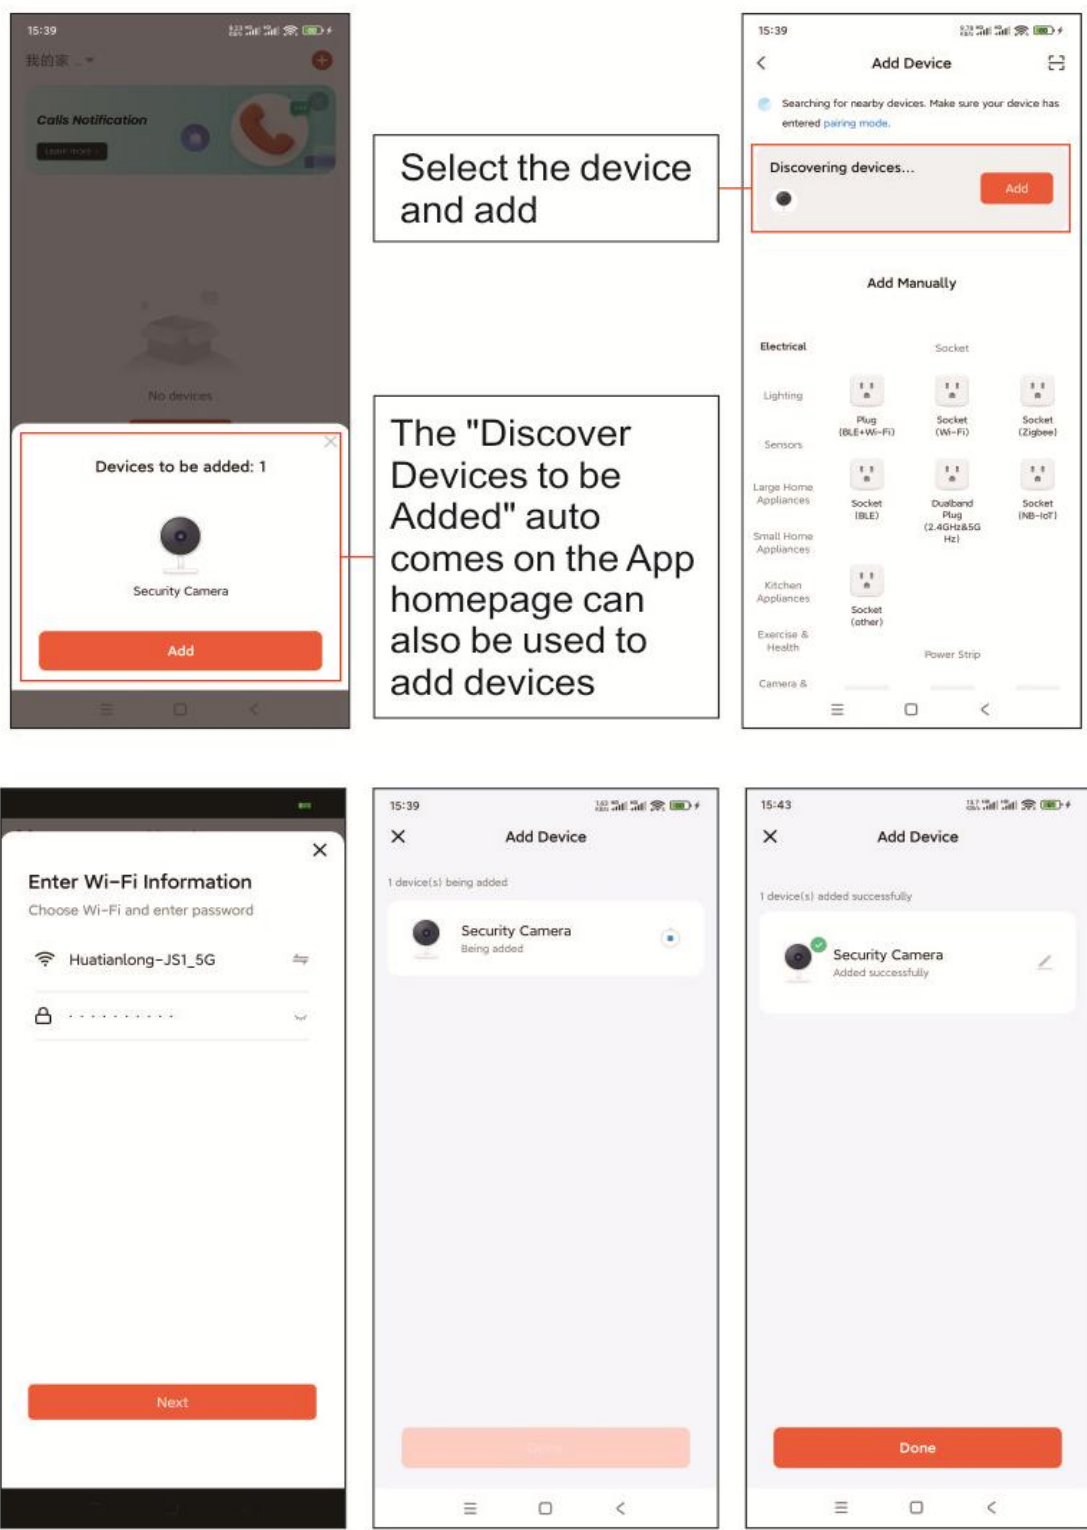 15:39
我的家 ...
Calls Notification
Learn more
No devices
Devices to be added: 1
Security Camera
Add
Select the device
and add
The "Discover
Devices to be
Added" auto
comes on the App
homepage can
also be used to
add devices
15:39
Add Device
Searching for nearby devices. Make sure your device has
entered pairing mode.
Discovering devices...
Add
Add Manually
Electrical
Lighting
Sensors
Large Home
Appliances
Small Home
Appliances
Kitchen
Appliances
Exercise &
Health
Camera &
Socket
Plug
(BLE+Wi-Fi)
Socket
(Wi-Fi)
Socket
(Zigbee)
Socket
(BLE)
Dualband
Plug
(2.4GHz&5G
Hz)
Socket
(NB-IoT)
Socket
(other)
Power Strip
Enter Wi-Fi Information
Choose Wi-Fi and enter password
Huatianlong-JS1_5G
Next
15:39
Add Device
1 device(s) being added
Security Camera
Being added
15:43
Add Device
1 device(s) added successfully
Security Camera
Added successfully
Done